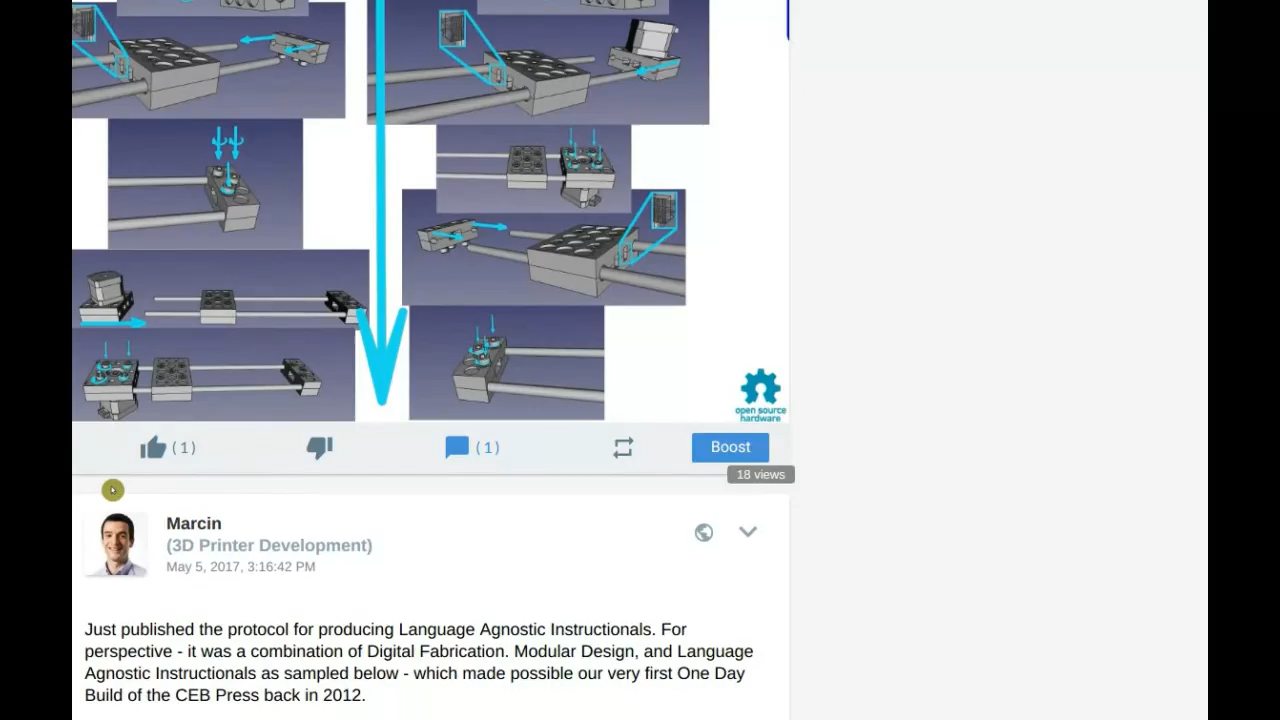 open source
hardware
(1)
(1)
Boost
18 views
Marcin
(3D Printer Development)
May 5, 2017, 3:16:42 PM
Just published the protocol for producing Language Agnostic Instructionals. For
perspective - it was a combination of Digital Fabrication. Modular Design, and Language
Agnostic Instructionals as sampled below - which made possible our very first One Day
Build of the CEB Press back in 2012.